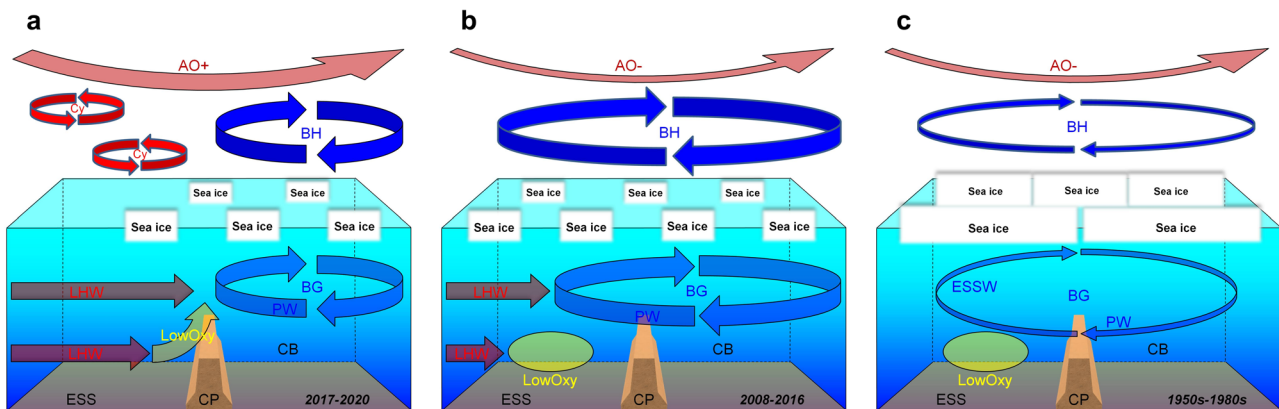 a
AO+
Cy
Cy
BH
Sea ice
Sea ice
Sea ice
Sea ice
Sea ice
LHW
BG
PW
LowOxy
LHW
CB
ESS
CP
2017-2020
b
AO-
BH
Sea ice
Sea ice
Sea ice
Sea ice
Sea ice
Sea ice
Sea ice
LHW
BG
PW
LHW
CB
LowOxy
ESS
CP
2008-2016
c
AO-
BH
Sea ice
Sea ice
Sea ice
Sea ice
Sea ice
ESSW
BG
PW
CB
LowOxy
ESS
CP
1950s-1980s